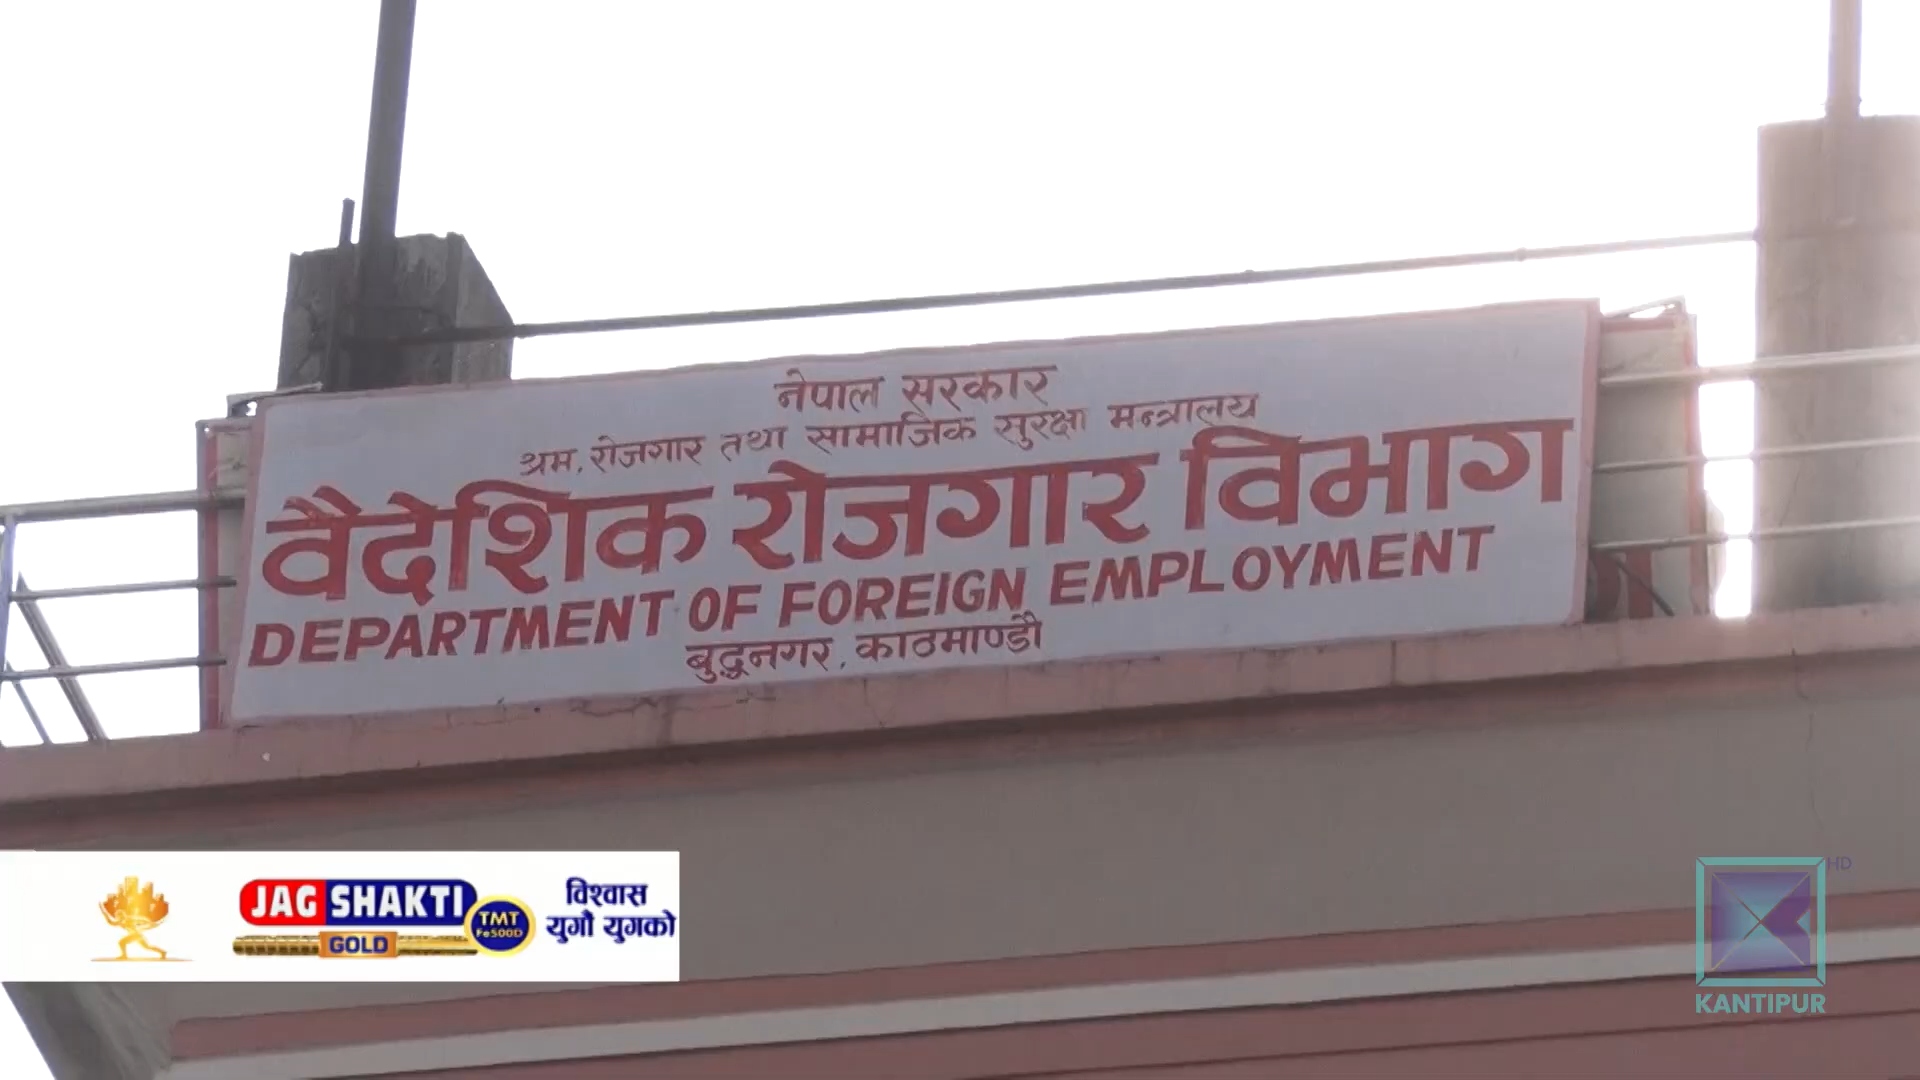 नेपाल सरकार
श्रम, रोजगार तथा सामाजिक सुरक्षा मन्त्रालय
वैदेशिक रोजगार विभाग
DEPARTMENT OF FOREIGN EMPLOYMENT
बुद्धनगर, काठमाण्डौ
JAG SHAKTI
GOLD
TMT
Fe500D
विश्वास
युगौं युगको
HD
KANTIPUR